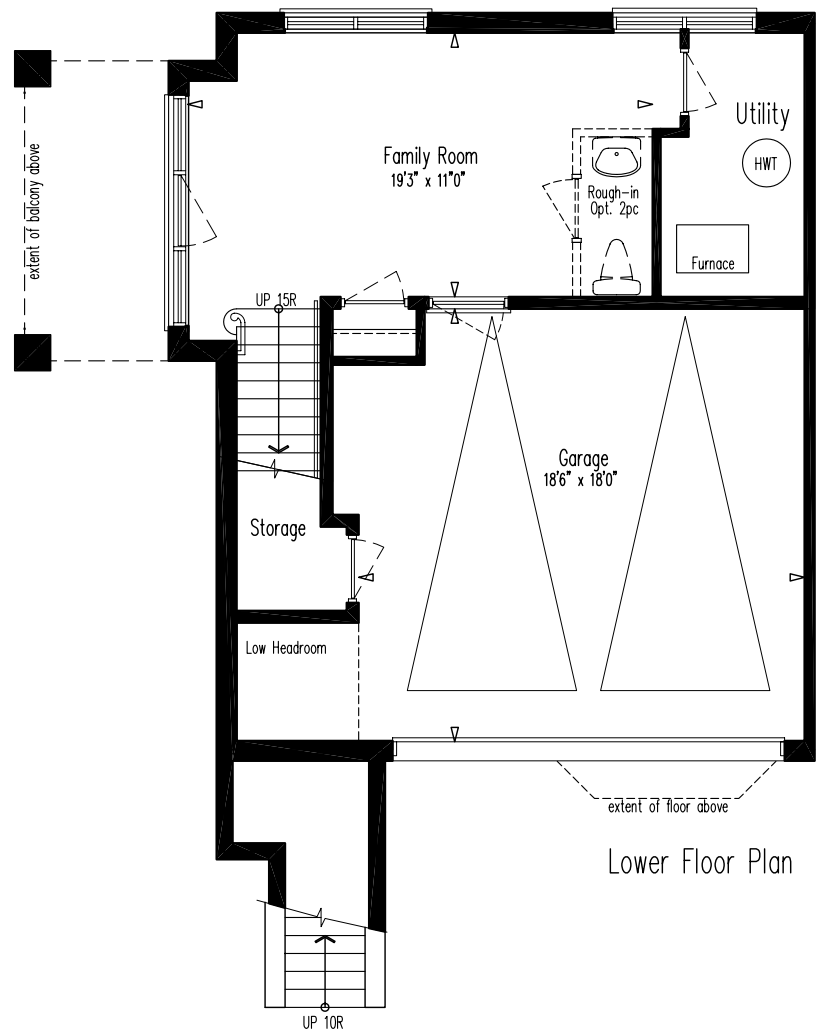 Utility
HWT
Family Room
19'3" x 11'0"
Rough-in
Opt. 2pc
extent of balcony above
Furnace
UP 15R
Garage
18'6" x 18'0"
Storage
Low Headroom
extent of floor above
Lower Floor Plan
UP 10R